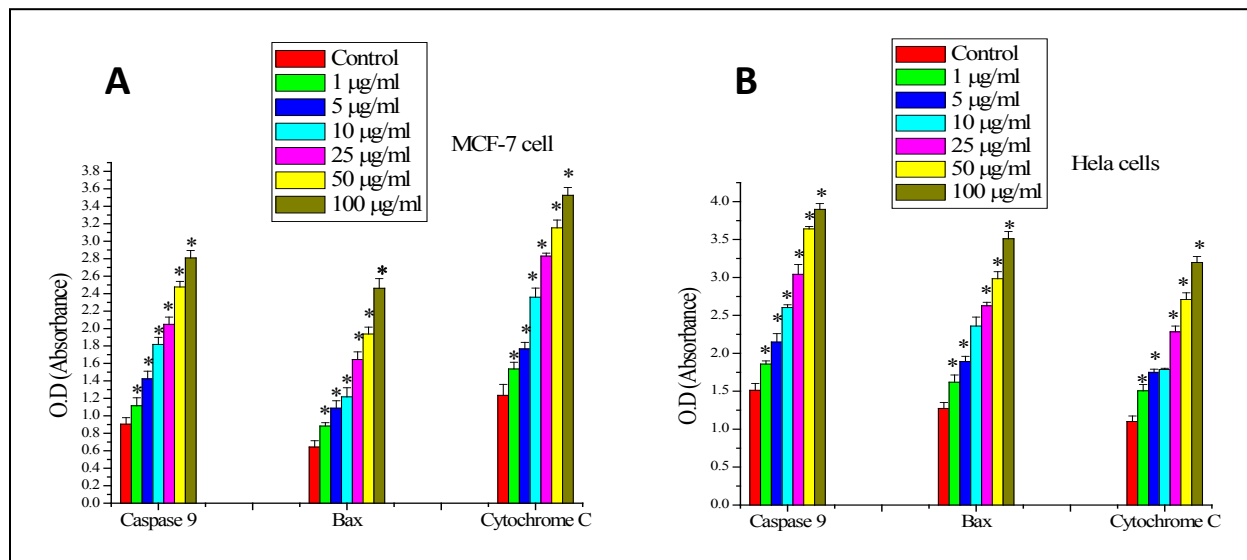 A
Control
1 μg/ml
5 μg/ml
10 μg/ml
25 μg/ml
50 μg/ml
100 μg/ml
MCF-7 cell
O.D (Absorbance)
3.8
3.6
3.4
3.2
3.0
2.8
2.6
2.4
2.2
2.0
1.8
1.6
1.4
1.2
1.0
0.8
0.6
0.4
0.2
0.0
* * * * * *
* * * * * *
* * * * * *
Caspase 9 Bax Cytochrome C
B
Control
1 μg/ml
5 μg/ml
10 μg/ml
25 μg/ml
50 μg/ml
100 μg/ml
Hela cells
O.D (Absorbance)
4.0
3.5
3.0
2.5
2.0
1.5
1.0
0.5
0.0
* * * * * *
* * * * *
* * * * *
Caspase 9 Bax Cytochrome C